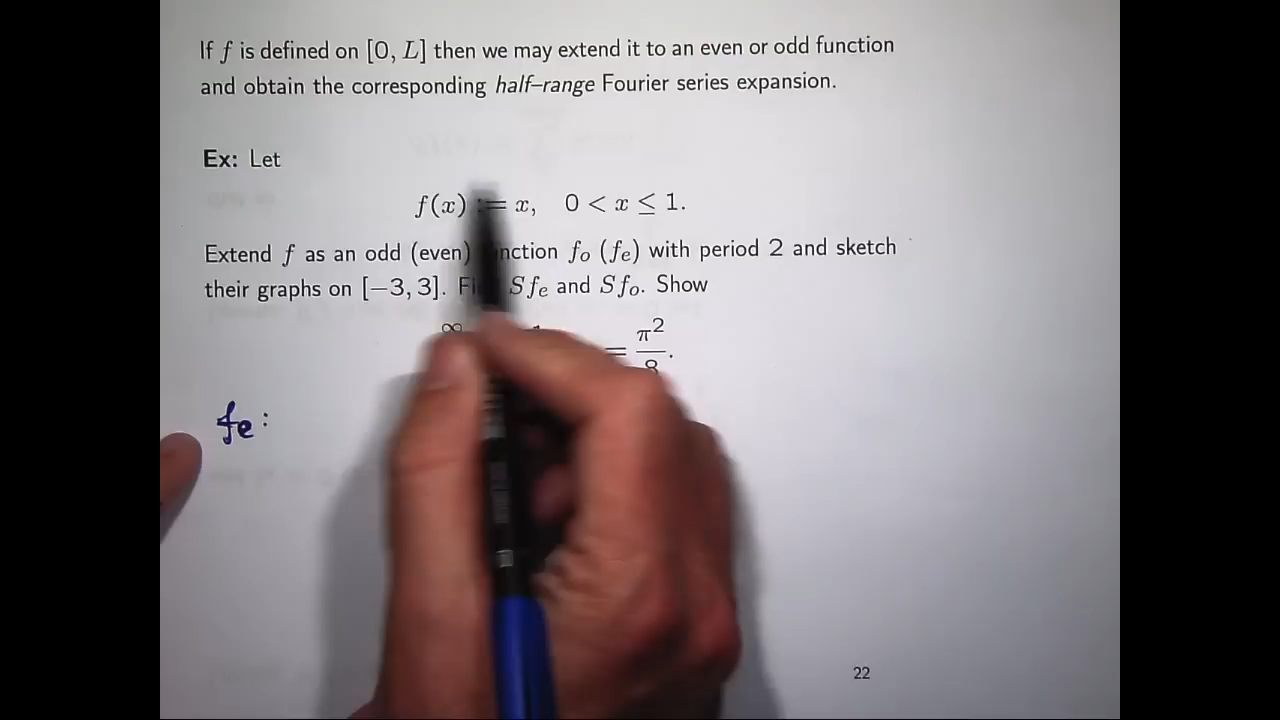 If f is defined on [0, L] then we may extend it to an even or odd function
and obtain the corresponding half–range Fourier series expansion.
Ex: Let
f(x) := x, 0 < x ≤ 1.
Extend f as an odd (even) f_o (f_e) with period 2 and sketch
their graphs on [−3, 3]. Sf_e and Sf_o. Show
∞ = π²/8.
fe:
22